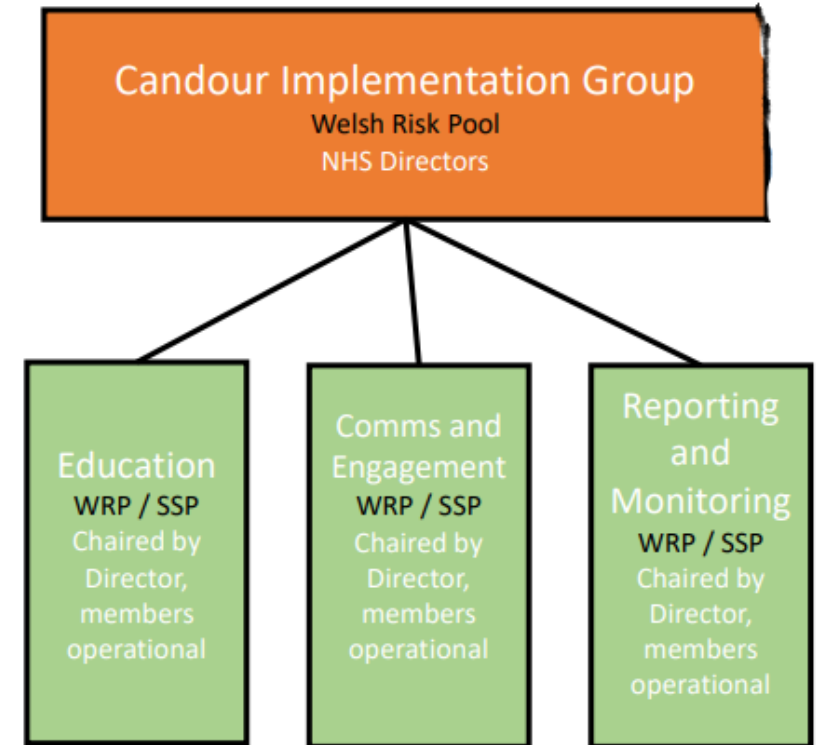 Candour Implementation Group
Welsh Risk Pool
NHS Directors
Education
WRP / SSP
Chaired by
Director,
members
operational
Comms and
Engagement
WRP / SSP
Chaired by
Director,
members
operational
Reporting
and
Monitoring
WRP / SSP
Chaired by
Director,
members
operational